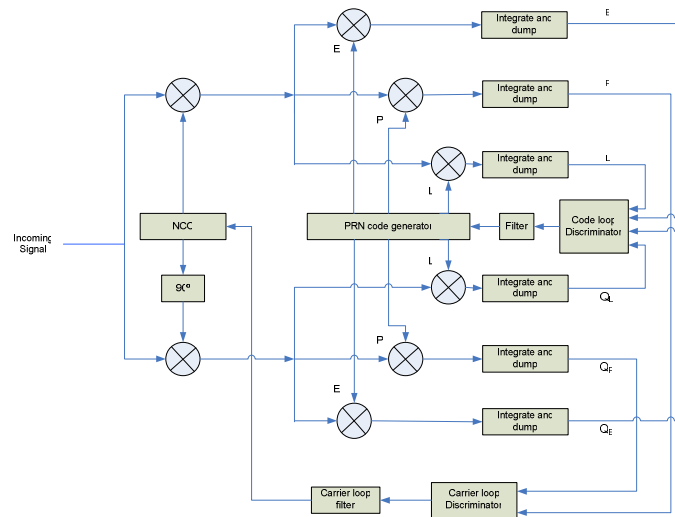 Integrate and
dump
E
E
Integrate and
dump
P
P
Integrate and
dump
L
L
Incoming
Signal
NCO
PRN code generator
Filter
Code loop
Discriminator
90°
L
Integrate and
dump
QL
P
Integrate and
dump
QP
E
Integrate and
dump
QE
Carrier loop
filter
Carrier loop
Discriminator